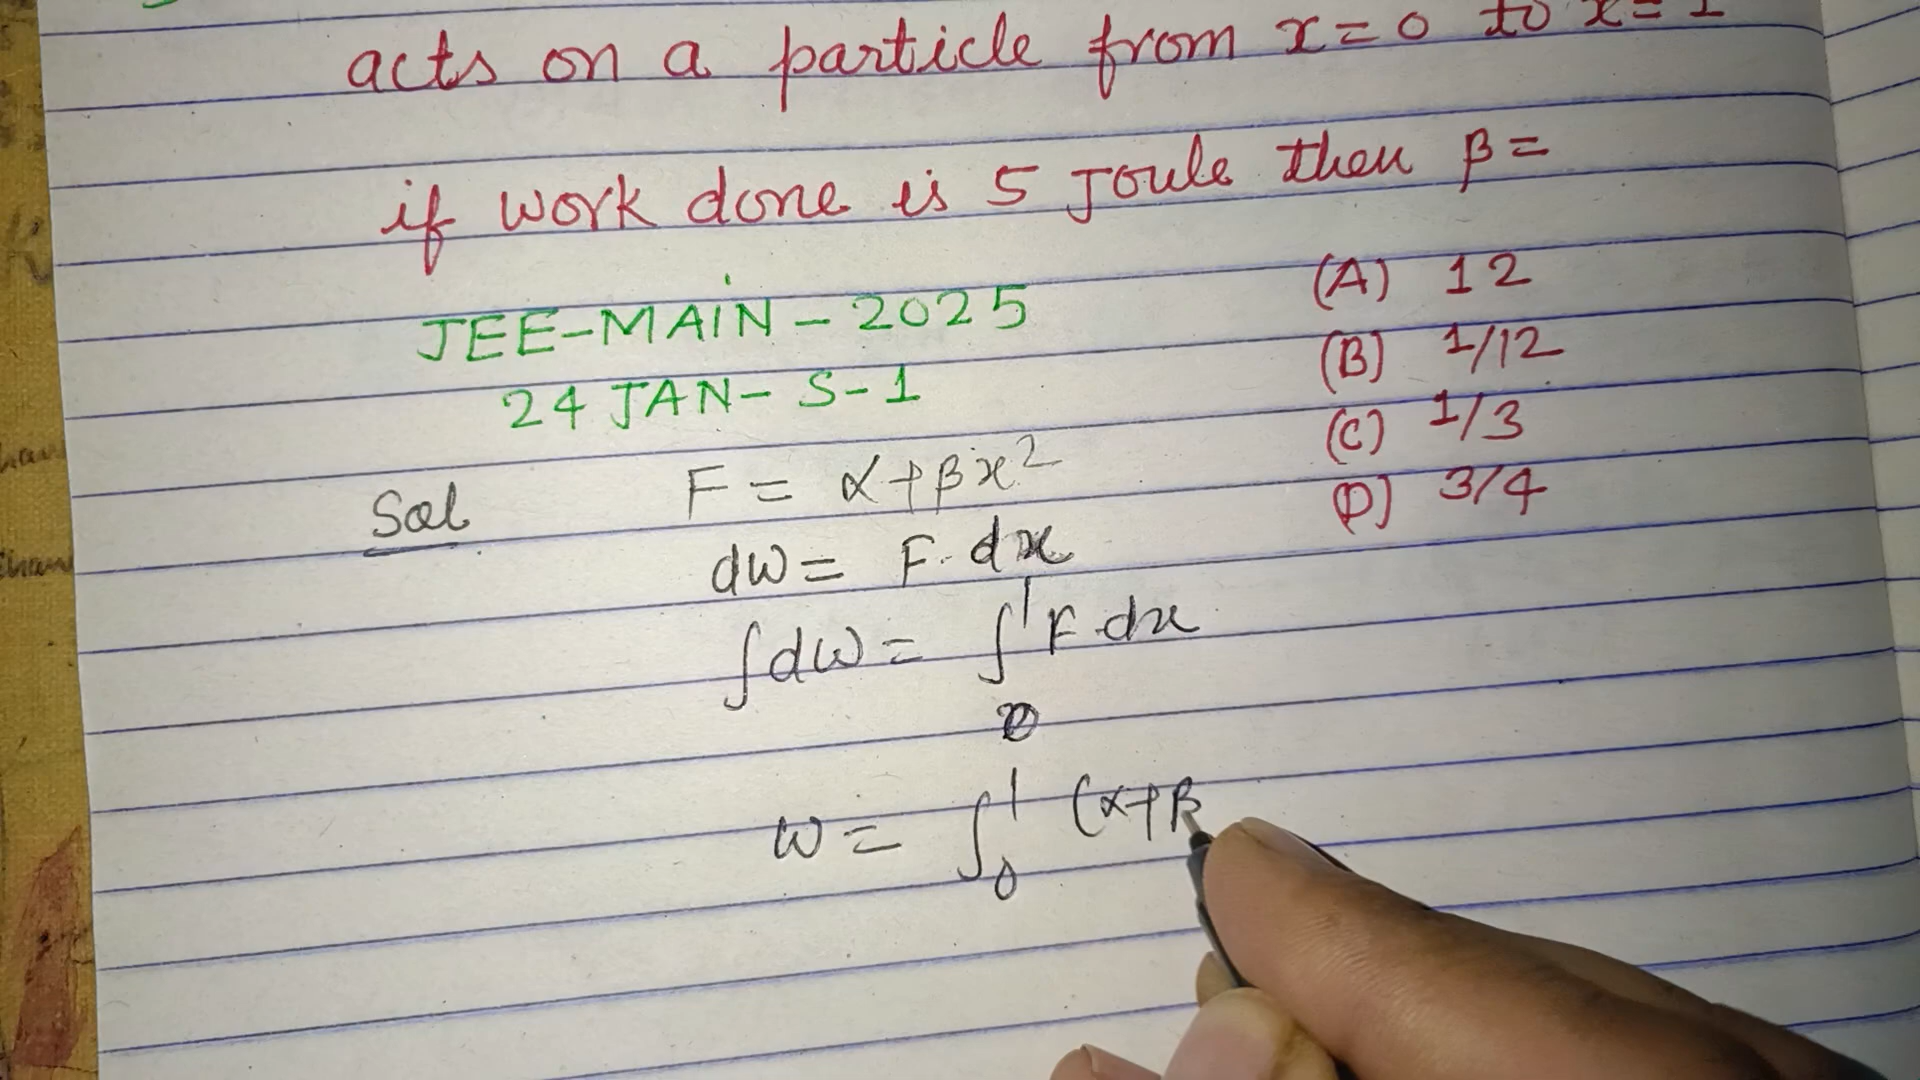 acts on a particle from x=0 to x=1
if work done is 5 Joule then β=
JEE-MAIN-2025
24 JAN-S-1
(A) 12
(B) 1/12
(C) 1/3
(D) 3/4
Sol
F = α+βx²
dw = F. dx
∫dw = ∫₀¹ F.dx
w = ∫₀¹ (α+β